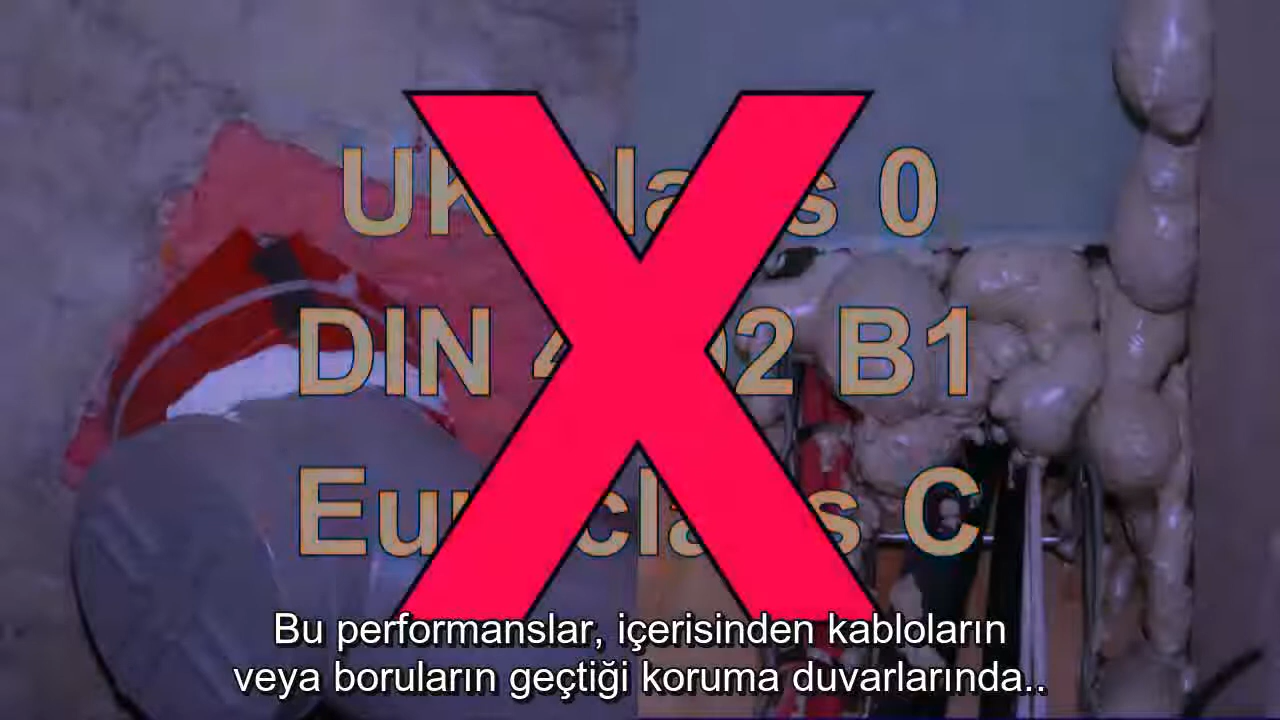 UK class 0
DIN 4102 B1
Euroclass C
Bu performanslar, içerisinden kabloların
veya boruların geçtiği koruma duvarlarında..